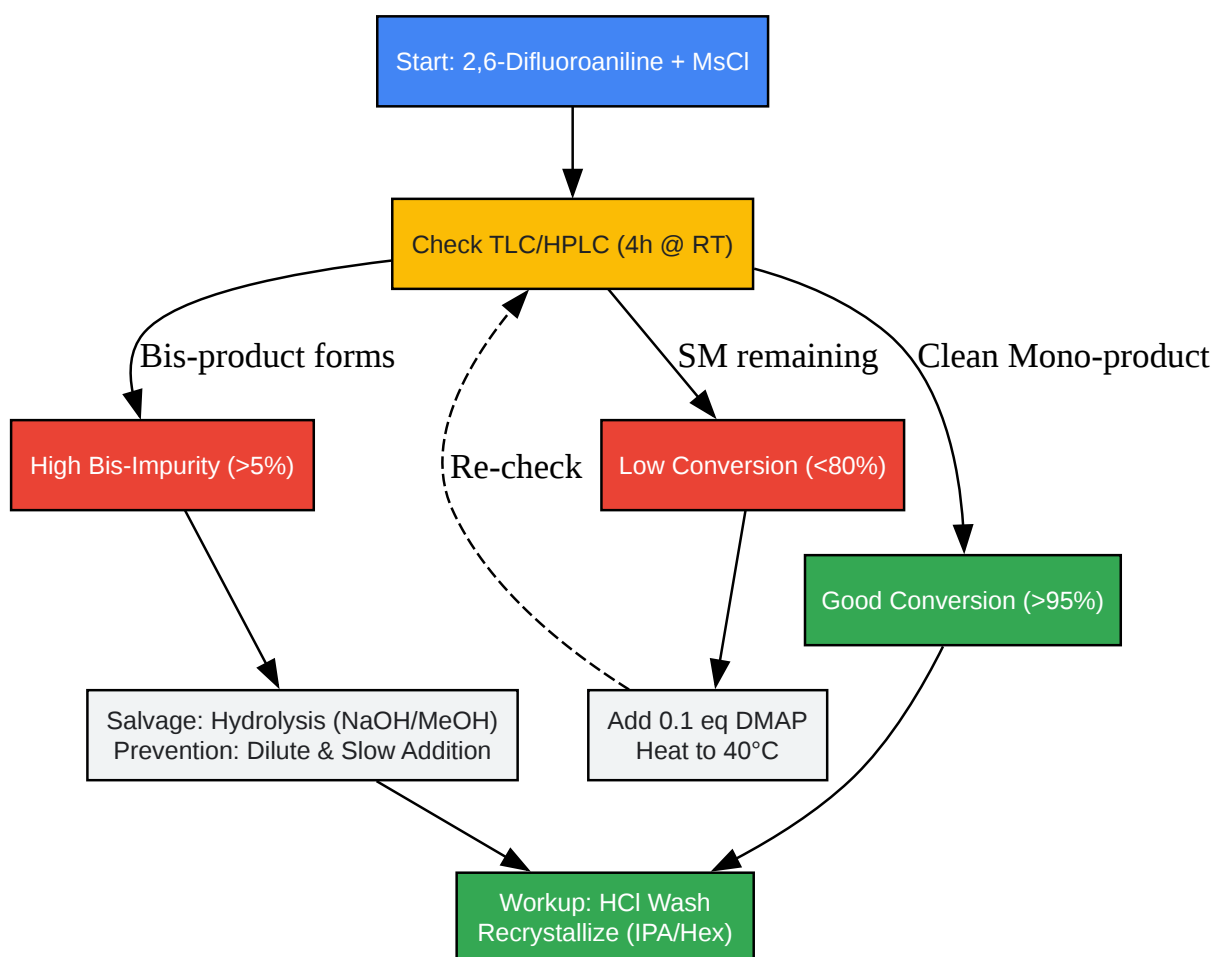 Start: 2,6-Difluoroaniline + MsCl
Check TLC/HPLC (4h @ RT)
Bis-product forms
SM remaining
Clean Mono-product
High Bis-Impurity (>5%)
Re-check
Low Conversion (<80%)
Good Conversion (>95%)
Salvage: Hydrolysis (NaOH/MeOH)
Prevention: Dilute & Slow Addition
Add 0.1 eq DMAP
Heat to 40°C
Workup: HCl Wash
Recrystallize (IPA/Hex)